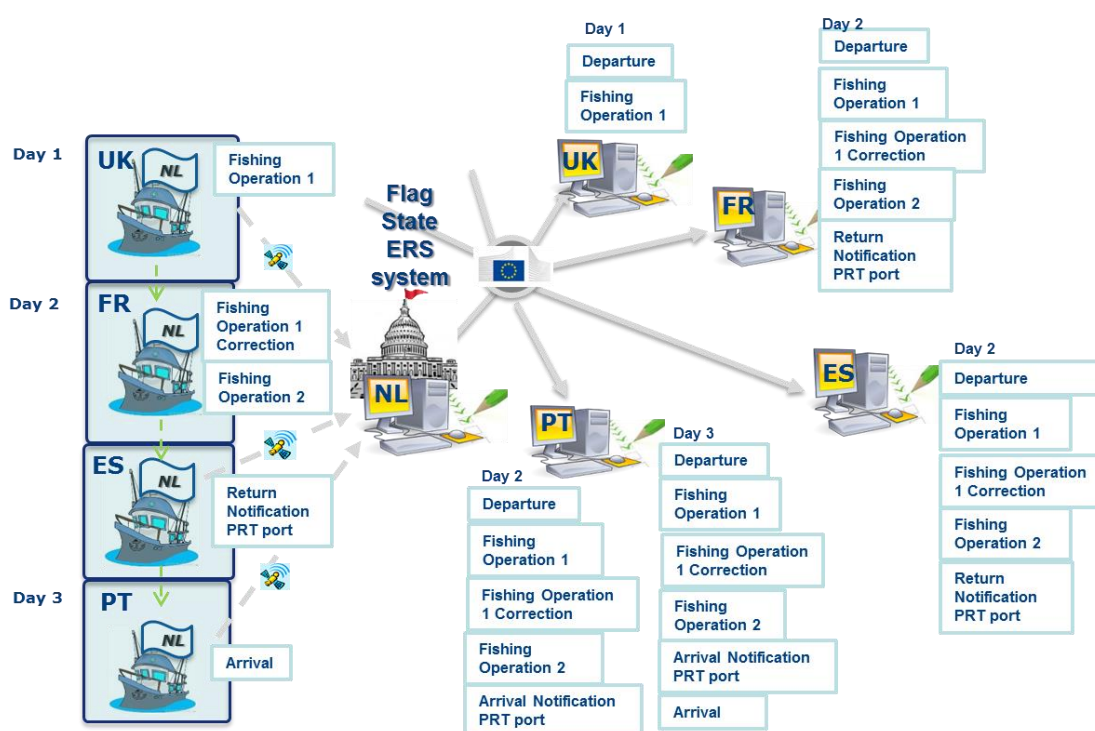 Day 1
UK
NL
Fishing
Operation 1
Day 2
FR
NL
Fishing
Operation 1
Correction
Fishing
Operation 2
ES
NL
Return
Notification
PRT port
Day 3
PT
NL
Arrival
Flag
State
ERS
system
NL
Day 1
Departure
Fishing
Operation 1
UK
Day 2
Departure
Fishing
Operation 1
Fishing Operation
1 Correction
Fishing
Operation 2
Return
Notification
PRT port
FR
ES
Day 2
Departure
Fishing
Operation 1
Fishing Operation
1 Correction
Fishing
Operation 2
Return
Notification
PRT port
PT
Day 2
Departure
Fishing
Operation 1
Fishing Operation
1 Correction
Fishing
Operation 2
Arrival Notification
PRT port
Day 3
Departure
Fishing
Operation 1
Fishing Operation
1 Correction
Fishing
Operation 2
Arrival Notification
PRT port
Arrival